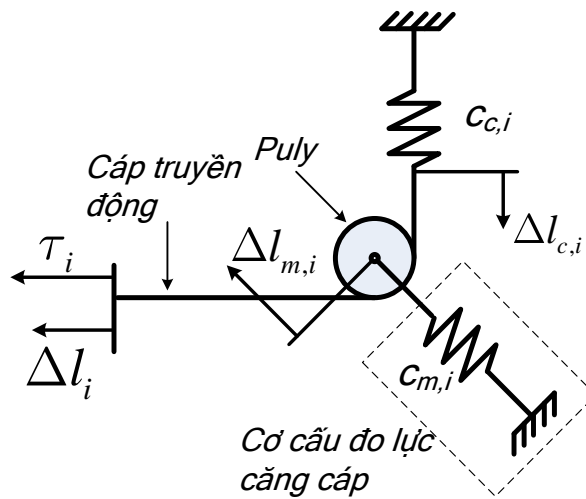 c_{c,i}
Puly
Cáp truyền
động
Δl_{c,i}
Δl_{m,i}
τ_i
Δl_i
c_{m,i}
Cơ cấu đo lực
căng cáp